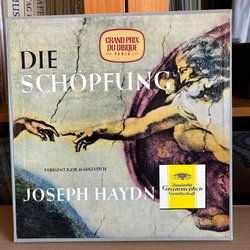 GRAND PRIX
DU DISQUE
PARIS
DIE
SCHÖPFUNG
DIRIGENT IGOR MARKEVITCH
JOSEPH HAYDN
Deutsche
Grammophon
Gesellschaft